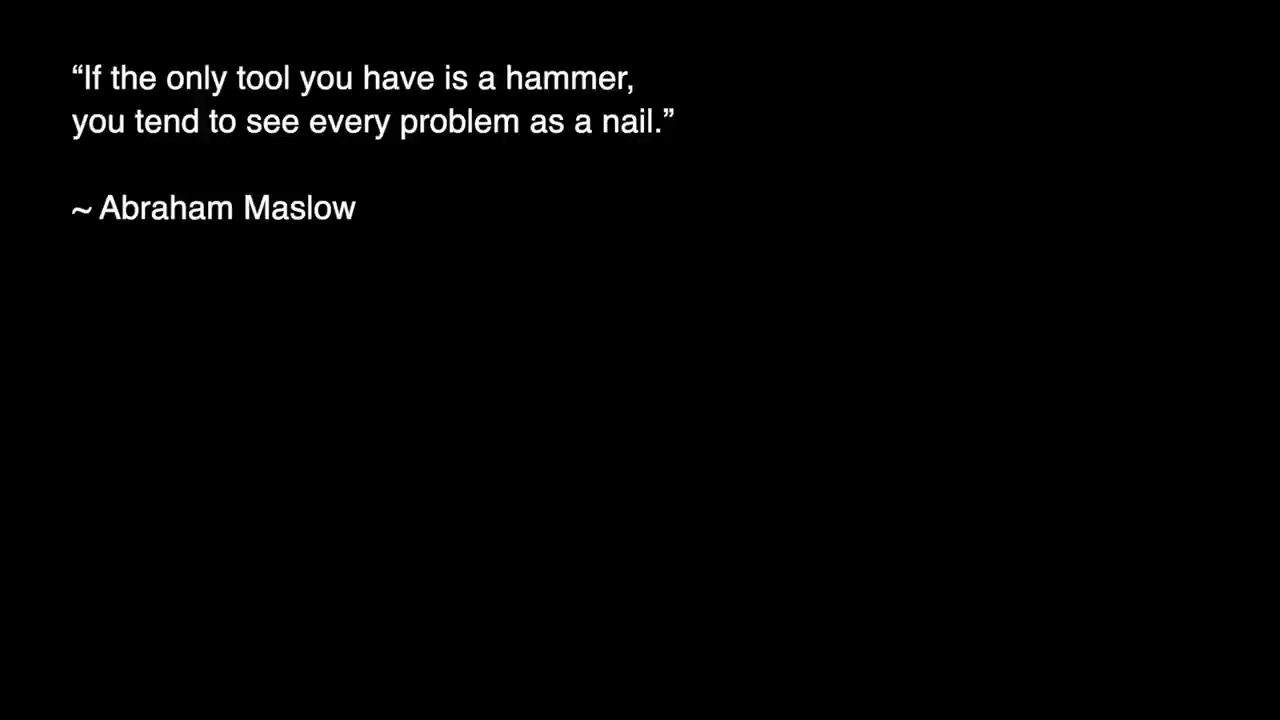 “If the only tool you have is a hammer,
you tend to see every problem as a nail.”
~ Abraham Maslow